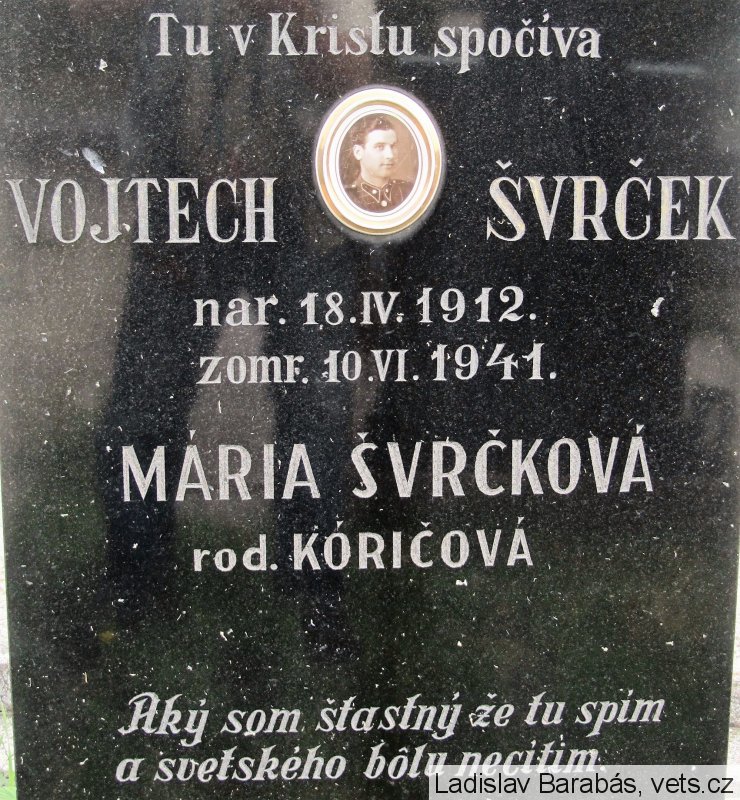 Tu v Kristu spočíva
VOJTECH ŠVRČEK
nar. 18.IV. 1912.
zomr. 10.VI. 1941.
MÁRIA ŠVRČKOVÁ
rod. KÓRIČOVÁ
Aký som štastný že tu spím
a svetského bôlu necítim.
Ladislav Barabás, vets.cz